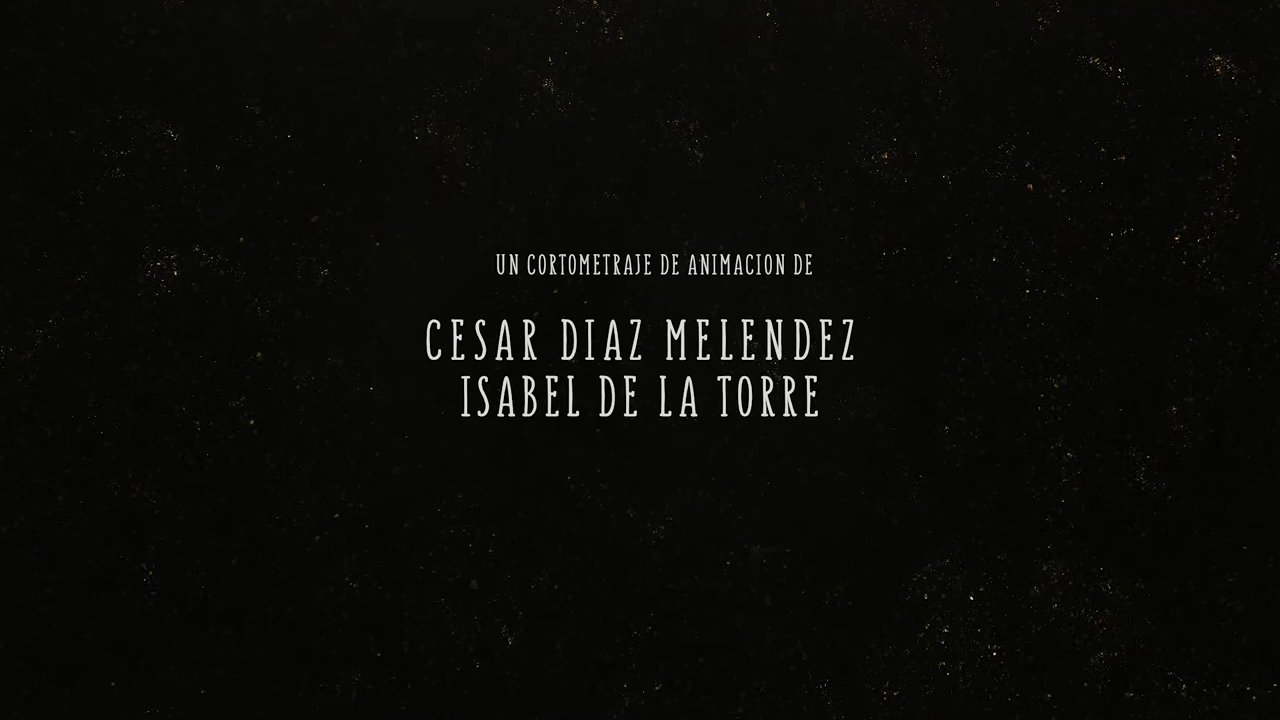 UN CORTOMETRAJE DE ANIMACION DE
CESAR DIAZ MELENDEZ
ISABEL DE LA TORRE